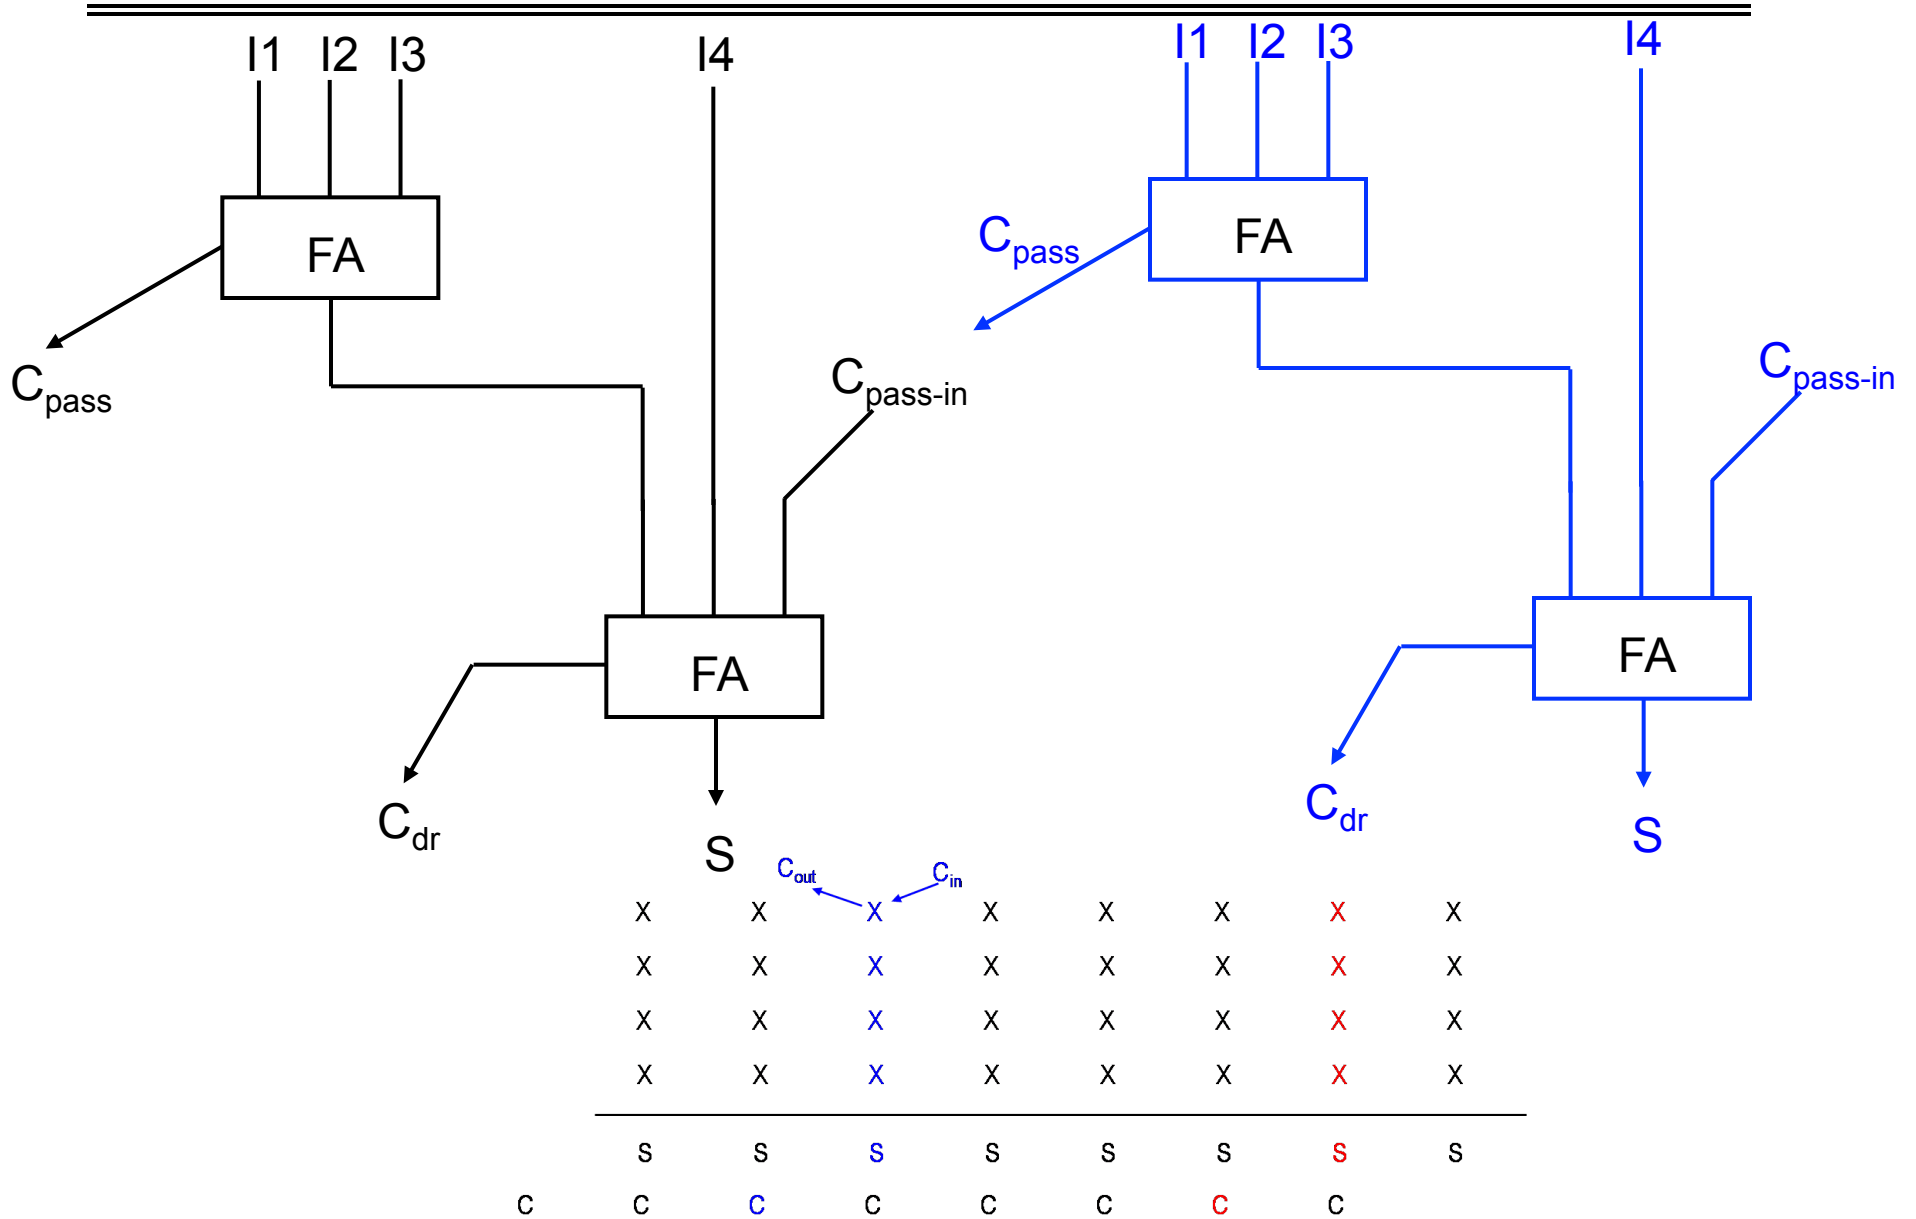 I1 I2 I3 I4 I1 I2 I3 I4
FA FA
Cpass Cpass
Cpass-in Cpass-in
FA FA
Cdr S Cdr S
Cout Cin
X X X X X X X X
X X X X X X X X
X X X X X X X X
X X X X X X X X
S S S S S S S S
C C C C C C C C